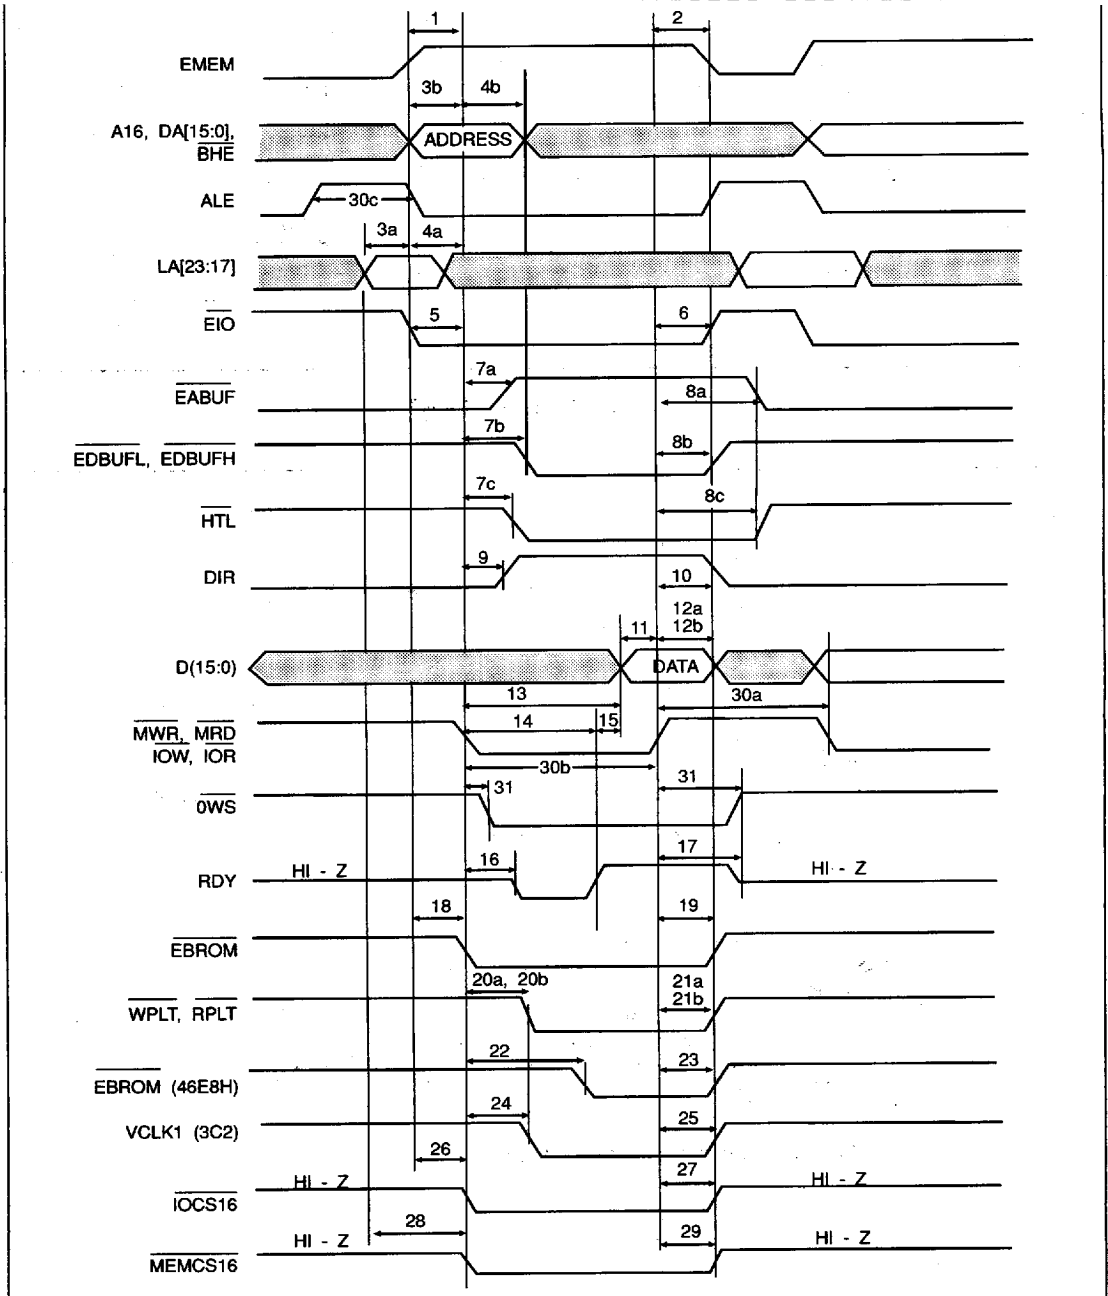 1 2
EMEM
3b 4b
A16, DA[15:0],
BHE
ADDRESS
ALE
30c
3a 4a
LA[23:17]
EIO
5 6
7a
EABUF
8a
7b
EDBUFL, EDBUFH
8b
7c 8c
HTL
DIR
9 10
12a
11 12b
D(15:0)
DATA
13 30a
MWR, MRD
IOW, IOR
14 15
30b
31 31
0WS
16 17
RDY
HI - Z HI - Z
18 19
EBROM
20a, 20b 21a
21b
WPLT, RPLT
22 23
EBROM (46E8H)
24 25
VCLK1 (3C2)
26 27
HI - Z HI - Z
IOCS16
28 29
HI - Z HI - Z
MEMCS16